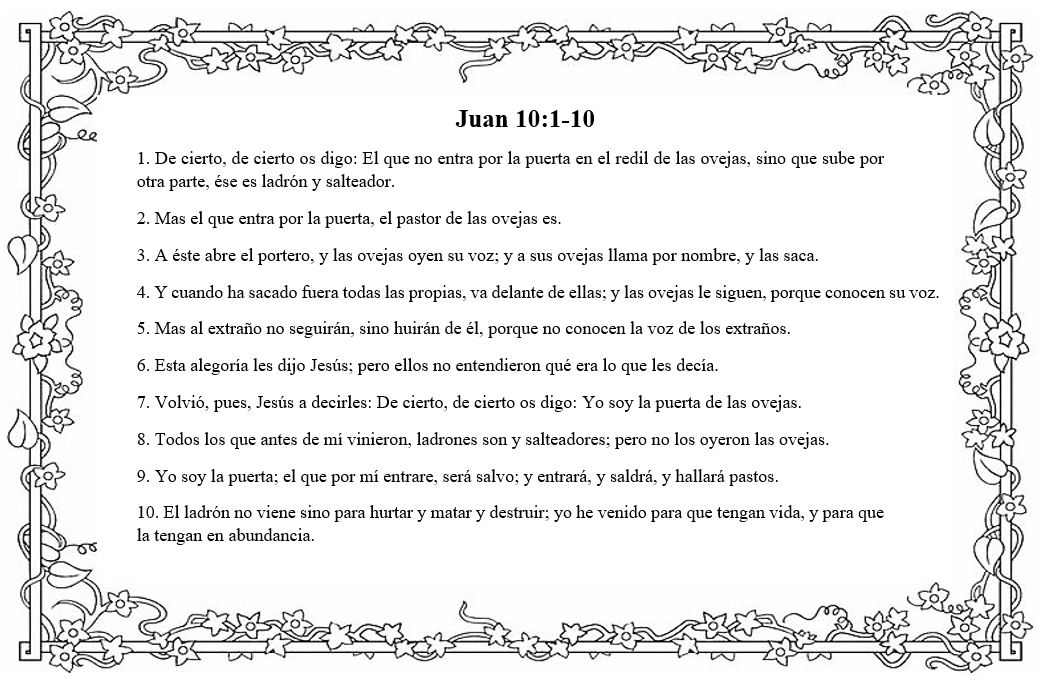 Juan 10:1-10
1. De cierto, de cierto os digo: El que no entra por la puerta en el redil de las ovejas, sino que sube por
otra parte, ése es ladrón y salteador.
2. Mas el que entra por la puerta, el pastor de las ovejas es.
3. A éste abre el portero, y las ovejas oyen su voz; y a sus ovejas llama por nombre, y las saca.
4. Y cuando ha sacado fuera todas las propias, va delante de ellas; y las ovejas le siguen, porque conocen su voz.
5. Mas al extraño no seguirán, sino huirán de él, porque no conocen la voz de los extraños.
6. Esta alegoría les dijo Jesús; pero ellos no entendieron qué era lo que les decía.
7. Volvió, pues, Jesús a decirles: De cierto, de cierto os digo: Yo soy la puerta de las ovejas.
8. Todos los que antes de mí vinieron, ladrones son y salteadores; pero no los oyeron las ovejas.
9. Yo soy la puerta; el que por mí entrare, será salvo; y entrará, y saldrá, y hallará pastos.
10. El ladrón no viene sino para hurtar y matar y destruir; yo he venido para que tengan vida, y para que
la tengan en abundancia.